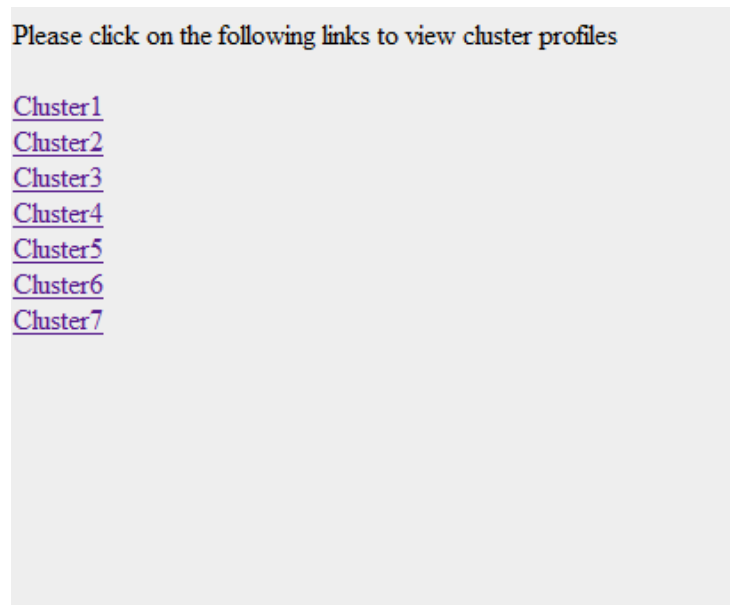 Please click on the following links to view cluster profiles
Cluster1
Cluster2
Cluster3
Cluster4
Cluster5
Cluster6
Cluster7